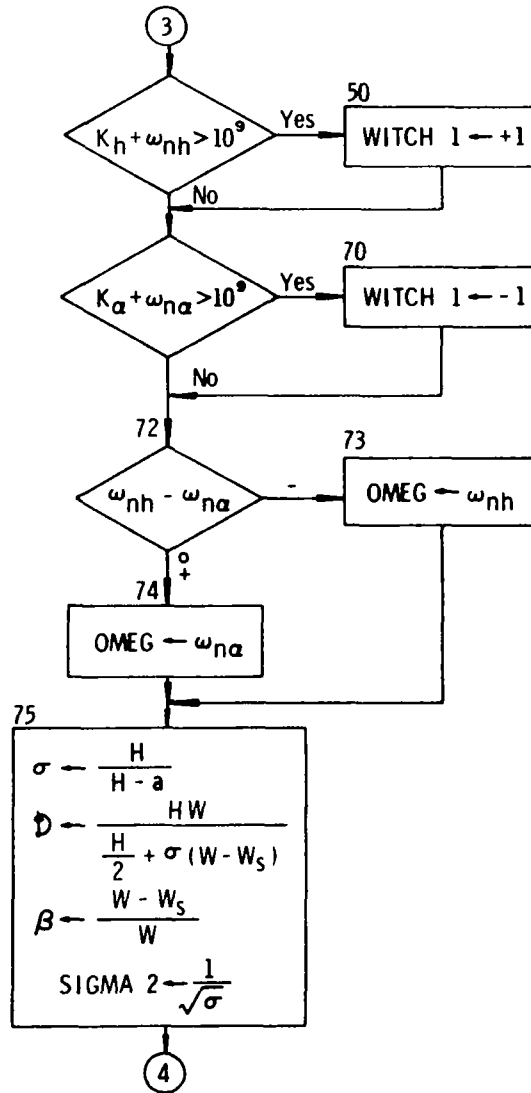 3
K_h + ω_nh > 10^9
Yes
50
WITCH 1 ← +1
No
K_α + ω_nα > 10^9
Yes
70
WITCH 1 ← -1
No
72
ω_nh - ω_nα
-
73
OMEG ← ω_nh
0
+
74
OMEG ← ω_nα
75
σ ← H / (H - a)
D ← HW / (H/2 + σ (W - W_s))
β ← (W - W_s) / W
SIGMA 2 ← 1 / √σ
4